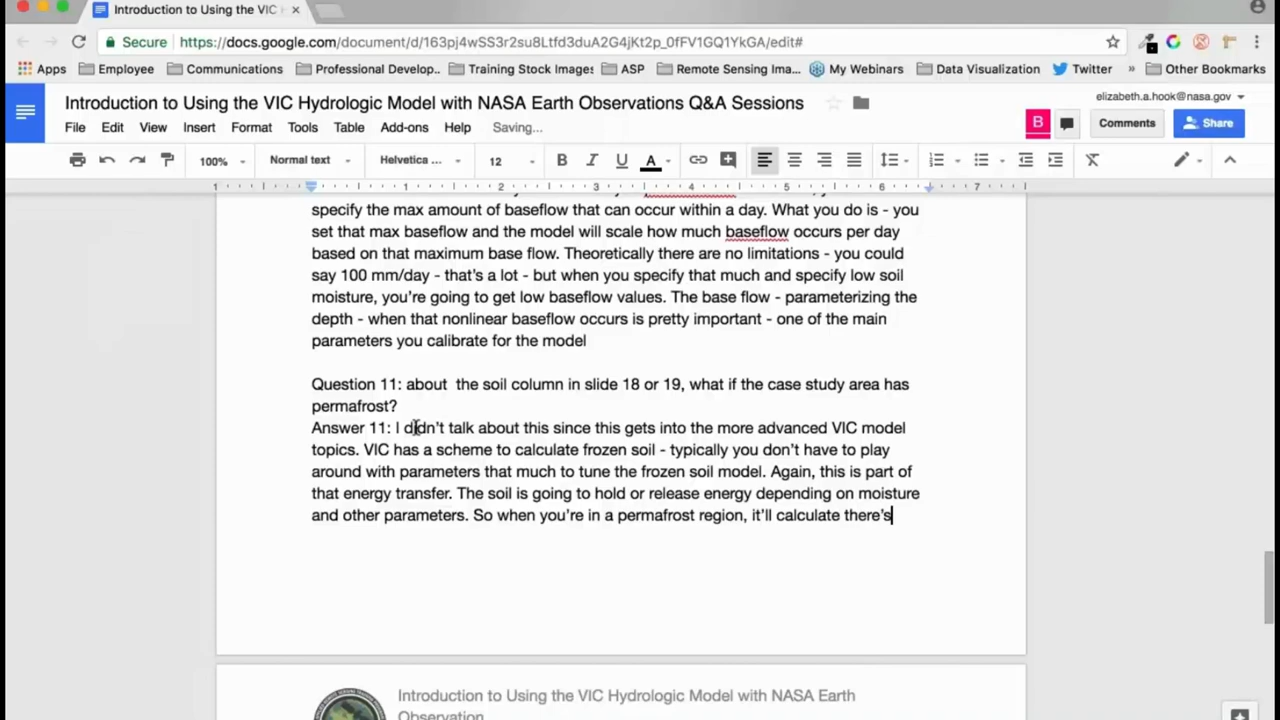 Introduction to Using the VIC H
Secure
https://docs.google.com/document/d/163pj4wSS3r2su8Ltfd3duA2G4jKt2p_0fFV1GQ1YkGA/edit#
Apps Employee Communications Professional Develop.. Training Stock Images ASP Remote Sensing Ima... My Webinars Data Visualization Twitter » Other Bookmarks
Introduction to Using the VIC Hydrologic Model with NASA Earth Observations Q&A Sessions
elizabeth.a.hook@nasa.gov
File Edit View Insert Format Tools Table Add-ons Help Saving...
B Comments Share
100% Normal text Helvetica ... 12 B I U A
1 1 2 3 4 5 6 7
specify the max amount of baseflow that can occur within a day. What you do is - you
set that max baseflow and the model will scale how much baseflow occurs per day
based on that maximum base flow. Theoretically there are no limitations - you could
say 100 mm/day - that's a lot - but when you specify that much and specify low soil
moisture, you're going to get low baseflow values. The base flow - parameterizing the
depth - when that nonlinear baseflow occurs is pretty important - one of the main
parameters you calibrate for the model
Question 11: about  the soil column in slide 18 or 19, what if the case study area has
permafrost?
Answer 11: I didn't talk about this since this gets into the more advanced VIC model
topics. VIC has a scheme to calculate frozen soil - typically you don't have to play
around with parameters that much to tune the frozen soil model. Again, this is part of
that energy transfer. The soil is going to hold or release energy depending on moisture
and other parameters. So when you're in a permafrost region, it'll calculate there's
Introduction to Using the VIC Hydrologic Model with NASA Earth
Observation